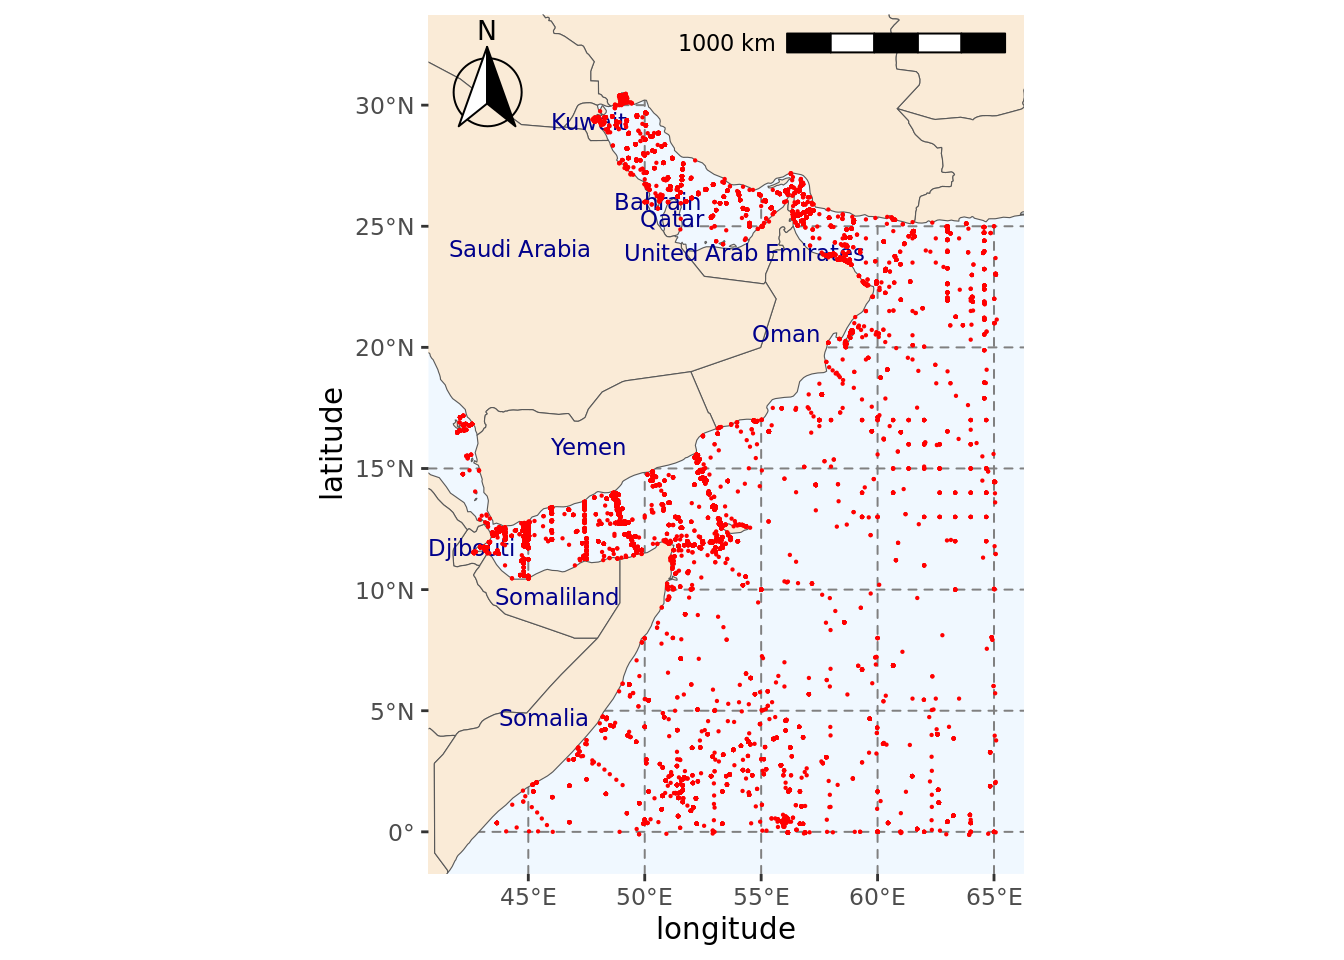 N
1000 km
30°N
25°N
20°N
15°N
10°N
5°N
0°
Kuwait
Bahrain
Qatar
Saudi Arabia
United Arab Emirates
Oman
Yemen
Djibouti
Somaliland
Somalia
45°E
50°E
55°E
60°E
65°E
longitude
latitude